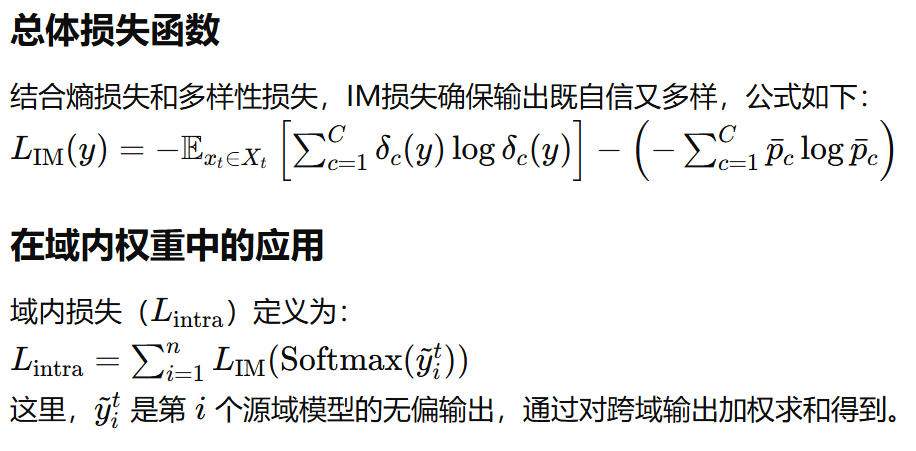 总体损失函数
结合熵损失和多样性损失，IM损失确保输出既自信又多样，公式如下：
$L_{\mathrm{IM}}(y) = -\mathbb{E}_{x_t \in X_t} \left[ \sum_{c=1}^{C} \delta_c(y) \log \delta_c(y) \right] - \left( -\sum_{c=1}^{C} \bar{p}_c \log \bar{p}_c \right)$
在域内权重中的应用
域内损失（$L_{\mathrm{intra}}$）定义为：
$L_{\mathrm{intra}} = \sum_{i=1}^{n} L_{\mathrm{IM}}(\mathrm{Softmax}(\tilde{y}_i^t))$
这里，$\tilde{y}_i^t$ 是第 $i$ 个源域模型的无偏输出，通过对跨域输出加权求和得到。